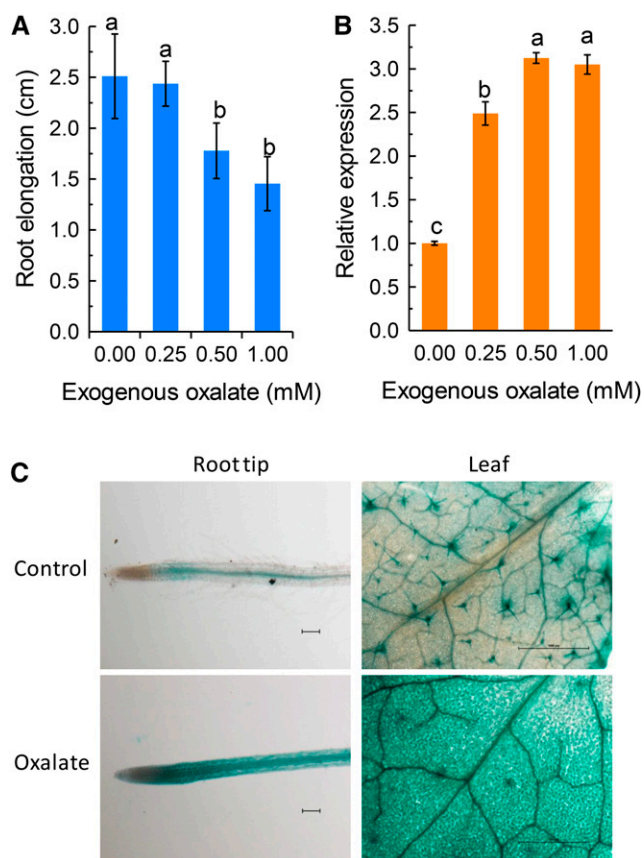 A
3.0
2.5
2.0
1.5
1.0
0.5
0.0
Root elongation (cm)
a
a
b
b
0.00 0.25 0.50 1.00
Exogenous oxalate (mM)
B
3.5
3.0
2.5
2.0
1.5
1.0
0.5
0.0
Relative expression
c
b
a
a
0.00 0.25 0.50 1.00
Exogenous oxalate (mM)
C
Root tip
Leaf
Control
Oxalate